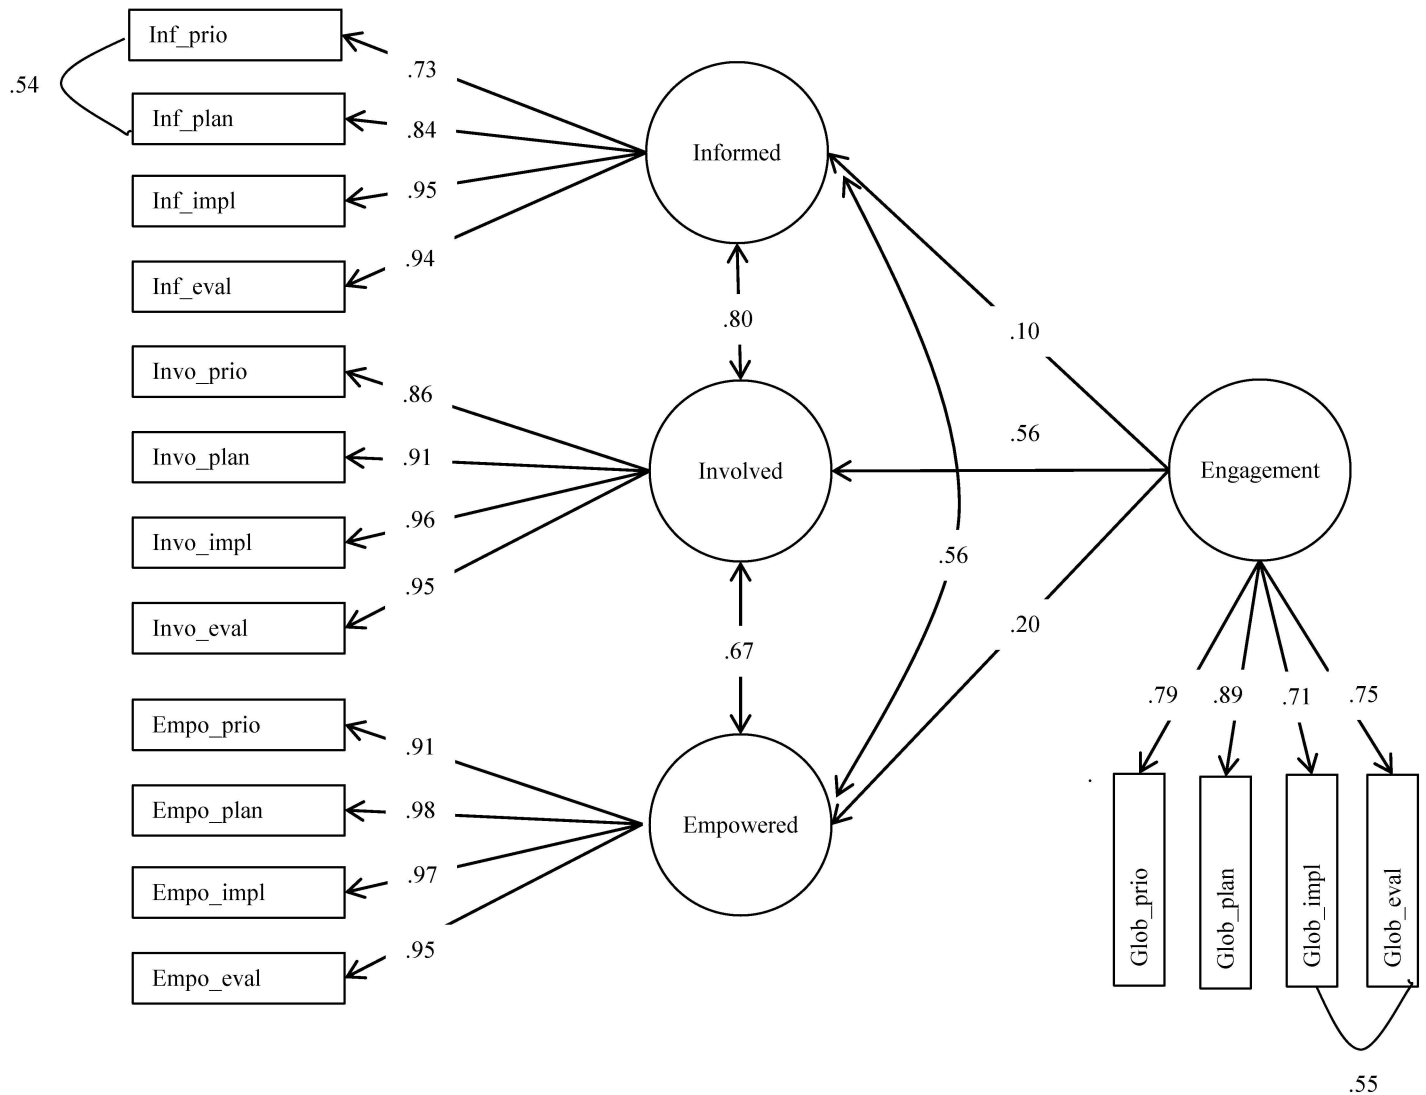 Inf_prio
.54
.73
Inf_plan
.84
Informed
Inf_impl
.95
.94
Inf_eval
.80
.10
Invo_prio
.86
.56
Invo_plan
.91
Involved
Engagement
Invo_impl
.96
.56
.95
Invo_eval
.20
.67
.79
.89
.71
.75
Empo_prio
.91
Empo_plan
.98
Empowered
Empo_impl
.97
Glob_prio
Glob_plan
Glob_impl
Glob_eval
.95
Empo_eval
.55